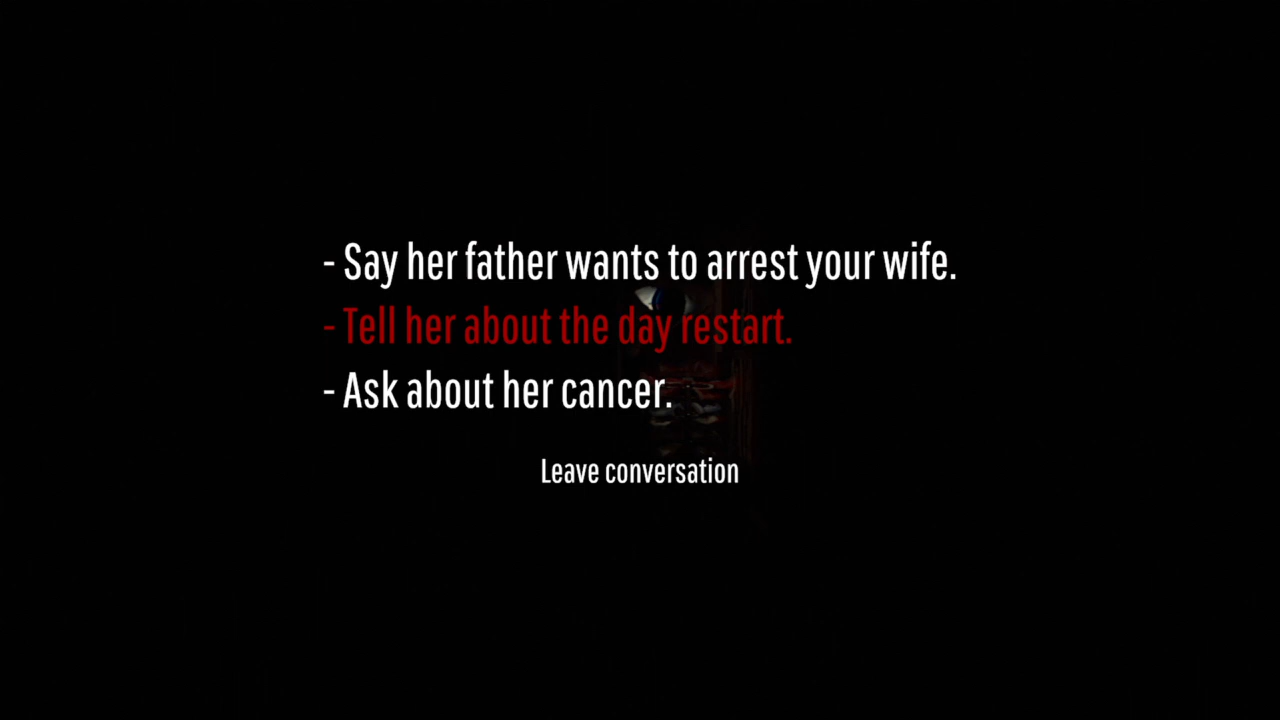 - Say her father wants to arrest your wife.
- Tell her about the day restart.
- Ask about her cancer.
Leave conversation